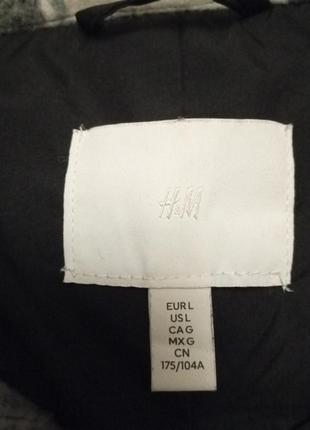 H&M
EUR L
US L
CA G
MX G
CN
175/104A